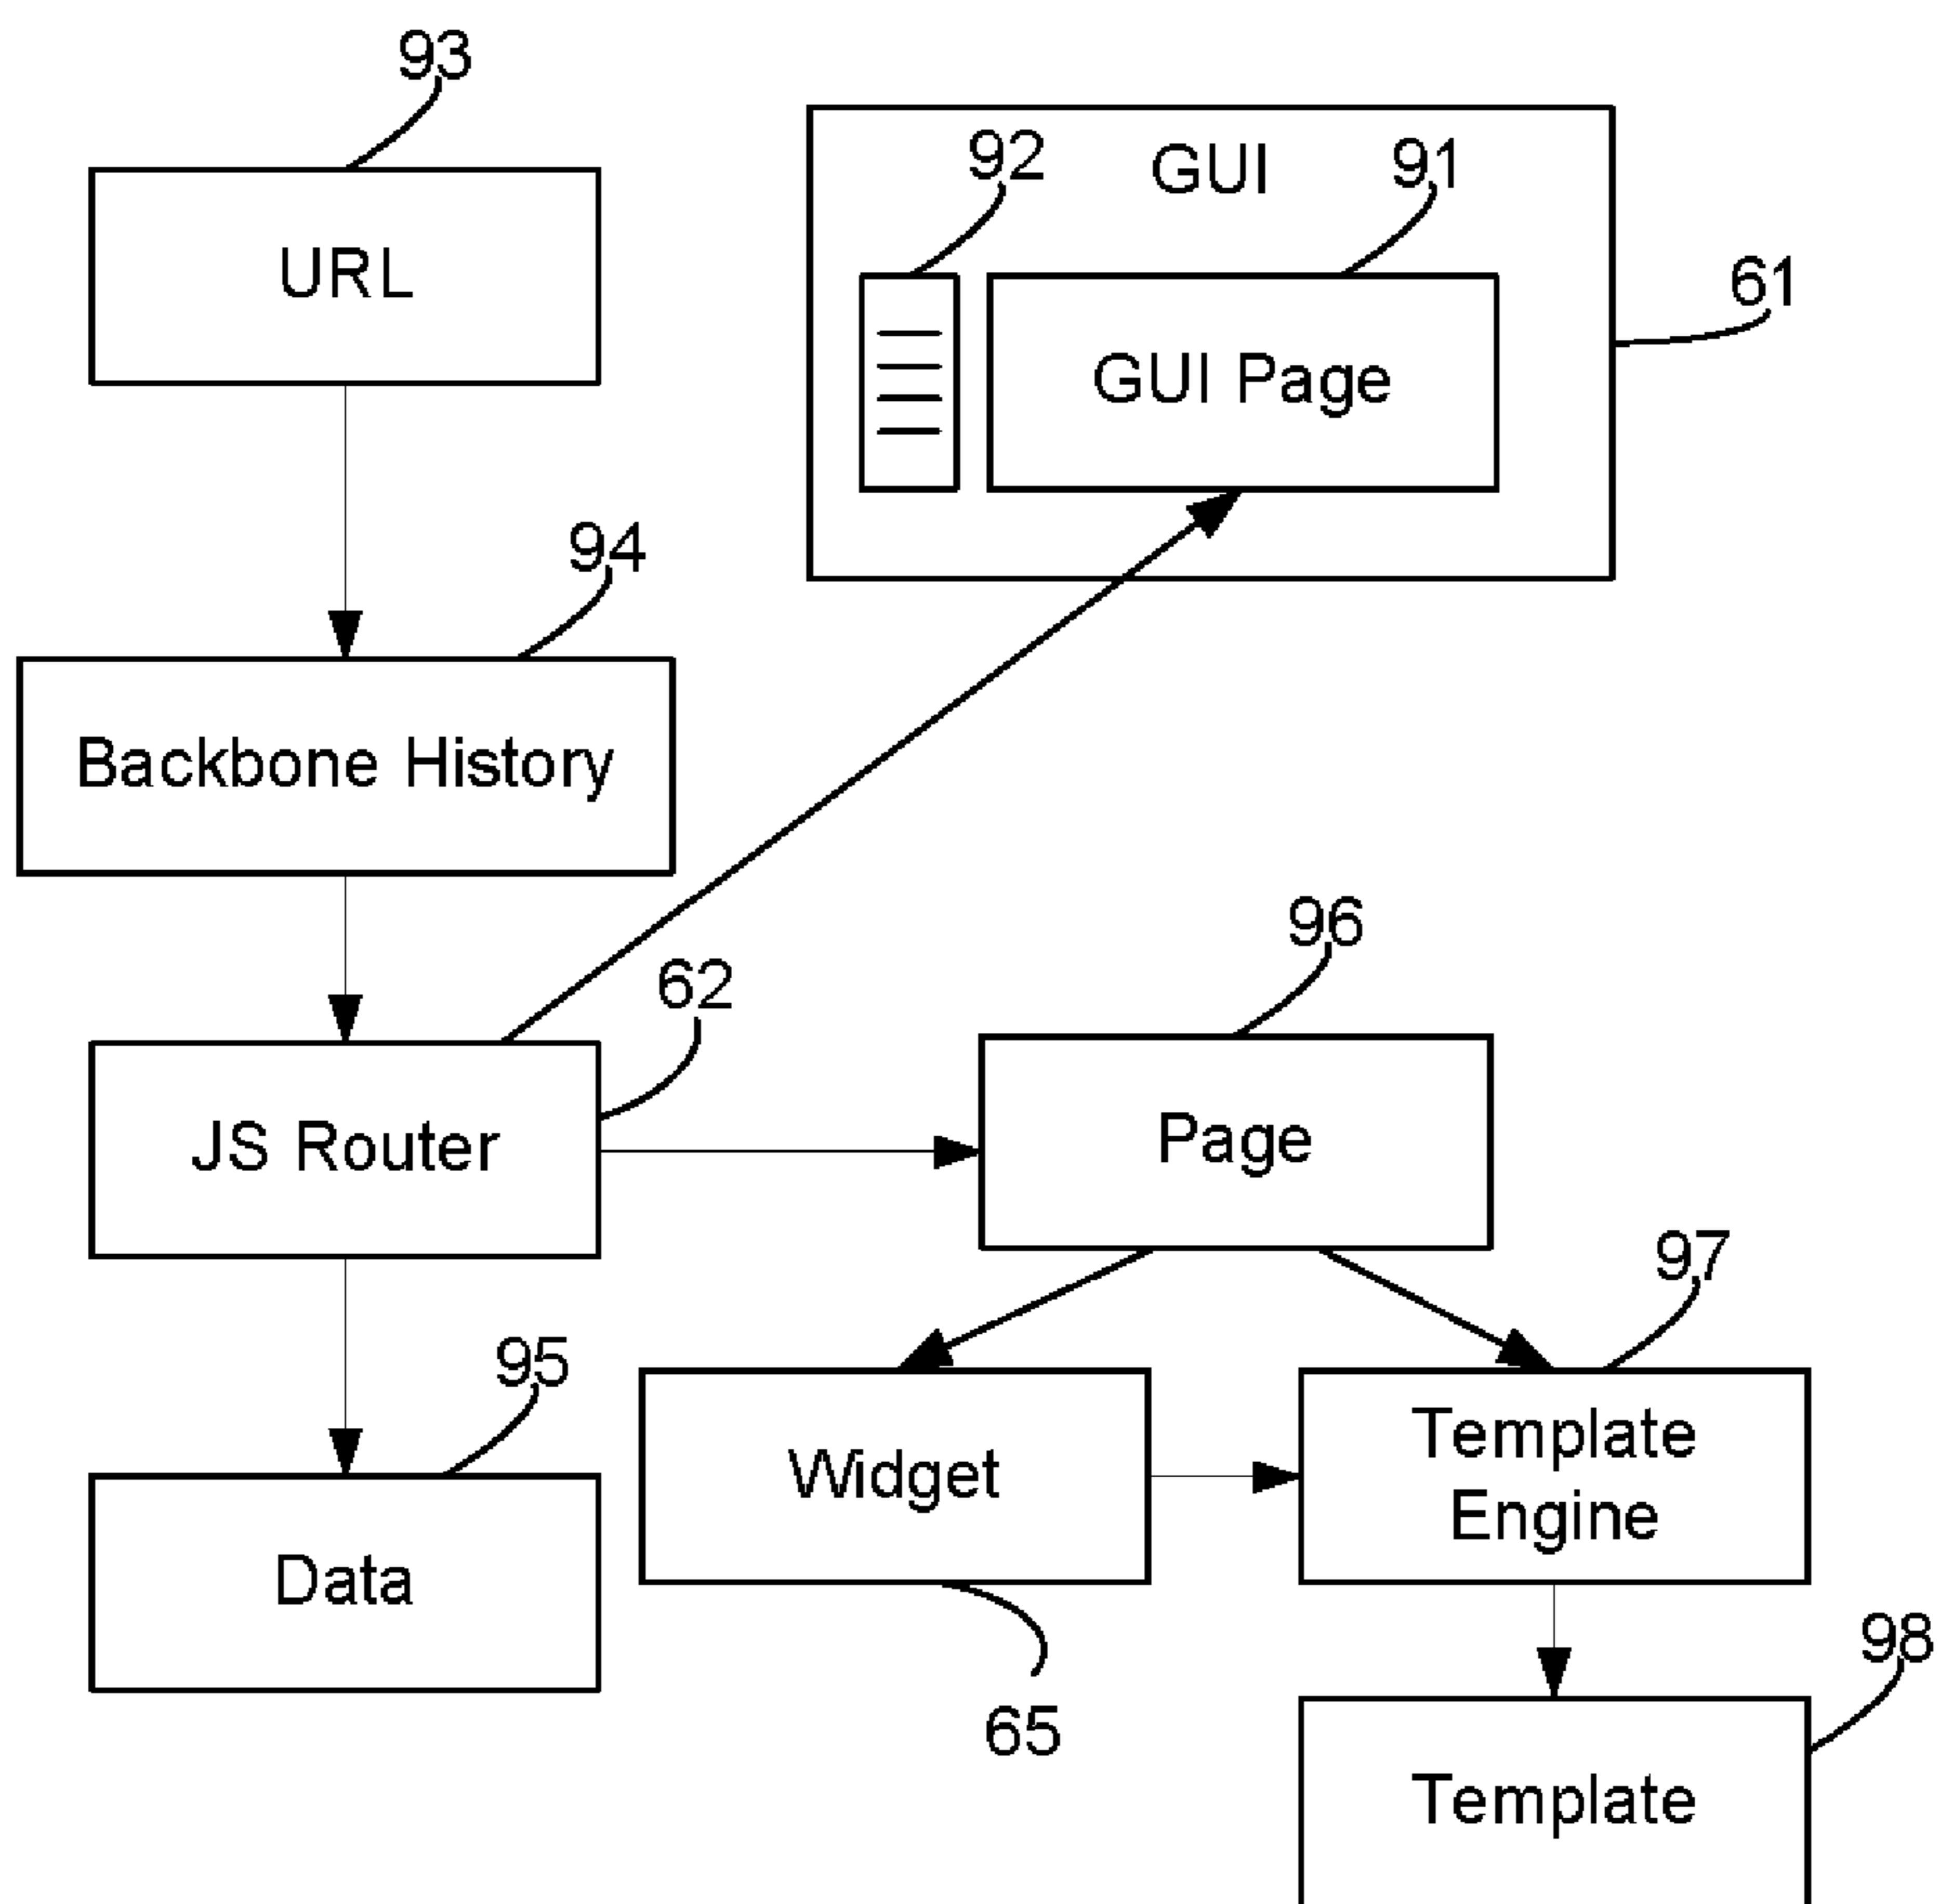 93
92
GUI
91
URL
61
GUI Page
94
Backbone History
96
62
JS Router
Page
97
95
Widget
Template
Engine
Data
98
65
Template